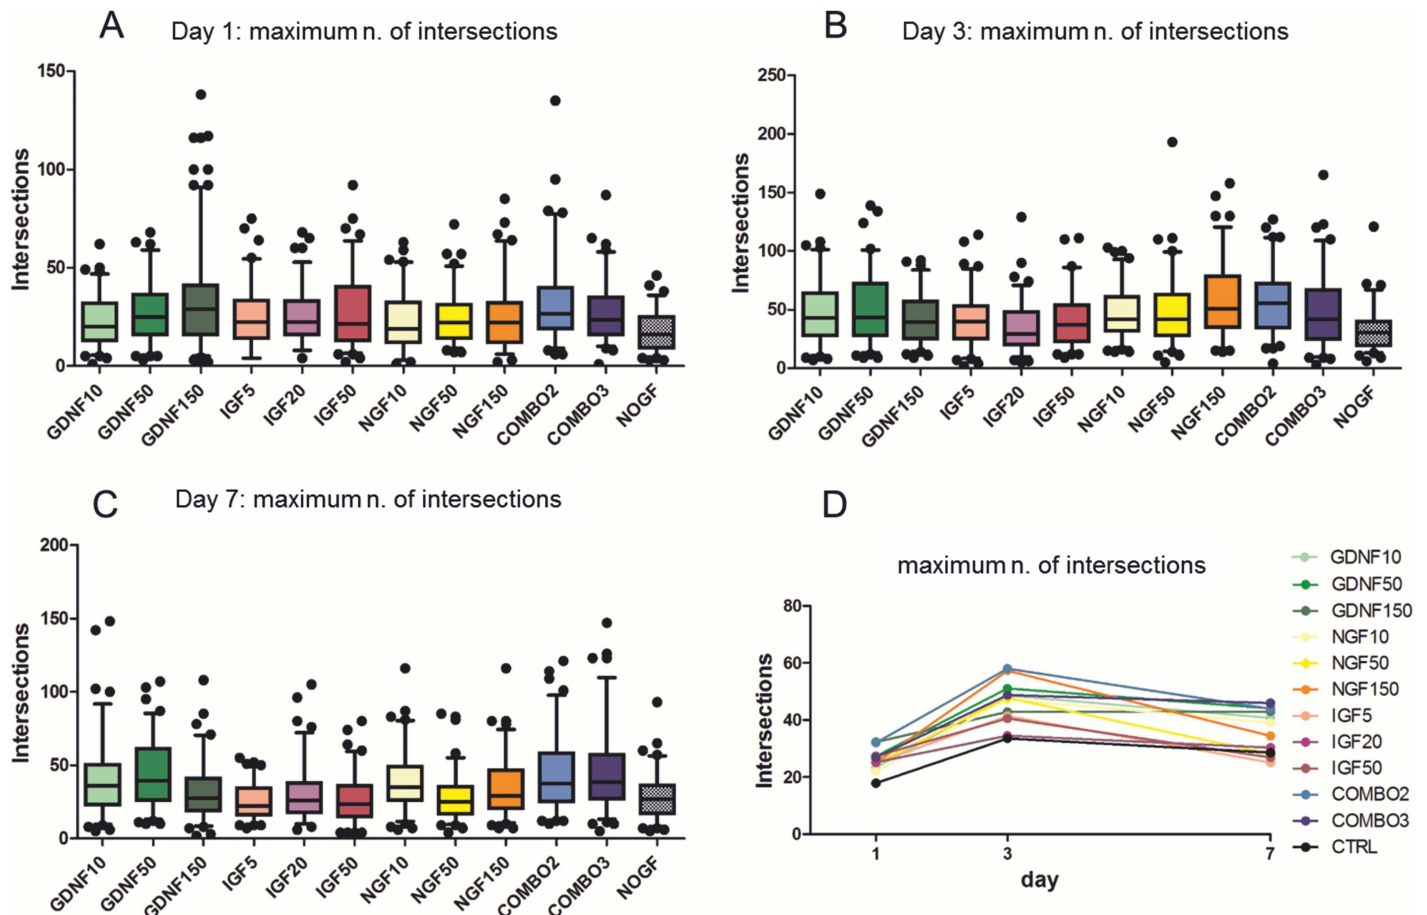 A
Day 1: maximum n. of intersections
Intersections
150
100
50
0
GDNF10
GDNF50
GDNF150
IGF5
IGF20
IGF50
NGF10
NGF50
NGF150
COMBO2
COMBO3
NOGF
B
Day 3: maximum n. of intersections
Intersections
250
200
150
100
50
0
GDNF10
GDNF50
GDNF150
IGF5
IGF20
IGF50
NGF10
NGF50
NGF150
COMBO2
COMBO3
NOGF
C
Day 7: maximum n. of intersections
Intersections
200
150
100
50
0
GDNF10
GDNF50
GDNF150
IGF5
IGF20
IGF50
NGF10
NGF50
NGF150
COMBO2
COMBO3
NOGF
D
maximum n. of intersections
Intersections
80
60
40
20
0
1
3
7
day
GDNF10
GDNF50
GDNF150
NGF10
NGF50
NGF150
IGF5
IGF20
IGF50
COMBO2
COMBO3
CTRL